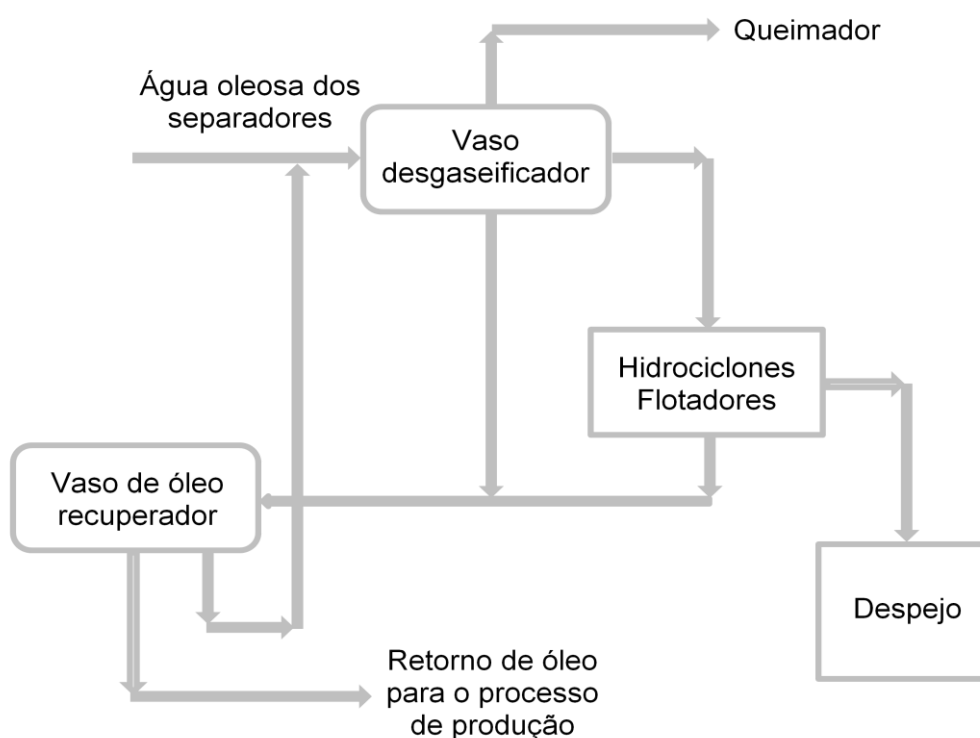 Queimador
Água oleosa dos
separadores
Vaso
desgaseificador
Hidrociclones
Flotadores
Vaso de óleo
recuperador
Despejo
Retorno de óleo
para o processo
de produção